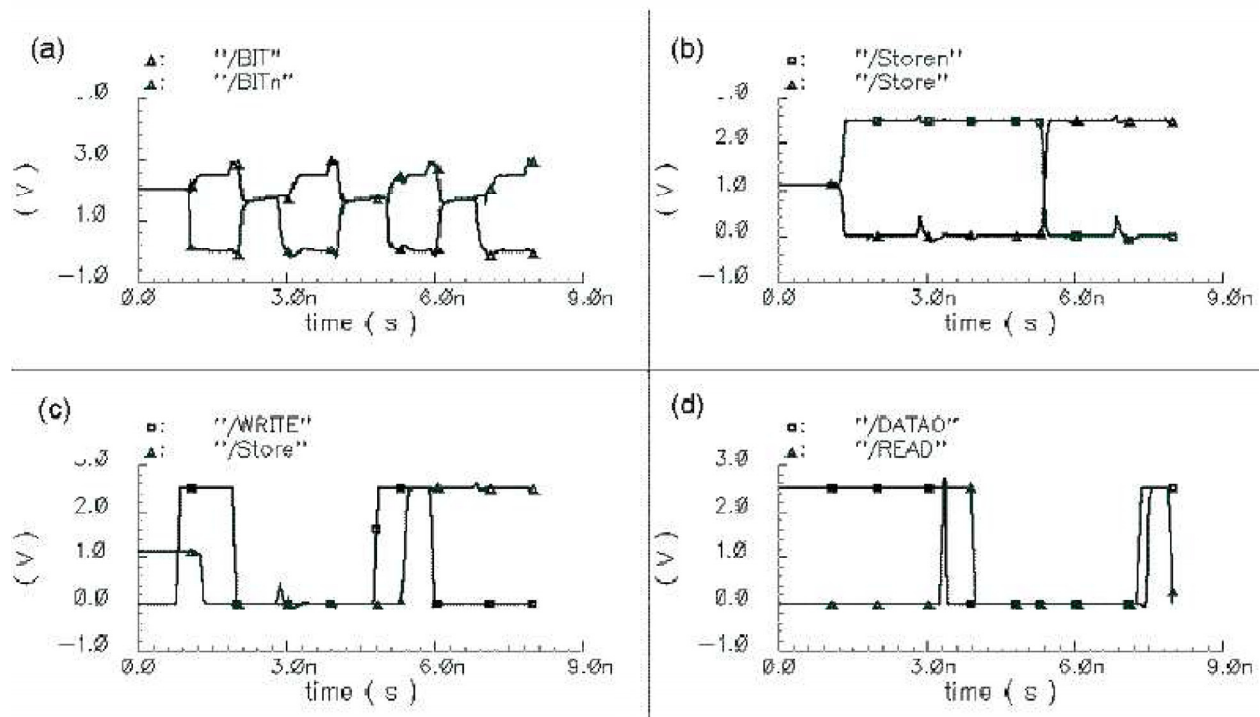 (a)
△: "/BIT"
△: "/BITn"
3.0
1.0
−1.0
(V)
0.0 3.0n 6.0n 9.0n
time ( s )
(b)
▫: "/Storen"
▲: "/Store"
3.0
2.0
1.0
0.0
−1.0
(V)
0.0 3.0n 6.0n 9.0n
time ( s )
(c)
▫: "/WRITE"
△: "/Store"
3.0
2.0
1.0
0.0
−1.0
(V)
0.0 3.0n 6.0n 9.0n
time ( s )
(d)
▫: "/DATAO"
▲: "/READ"
3.0
2.0
1.0
0.0
−1.0
(V)
0.0 3.0n 6.0n 9.0n
time ( s )